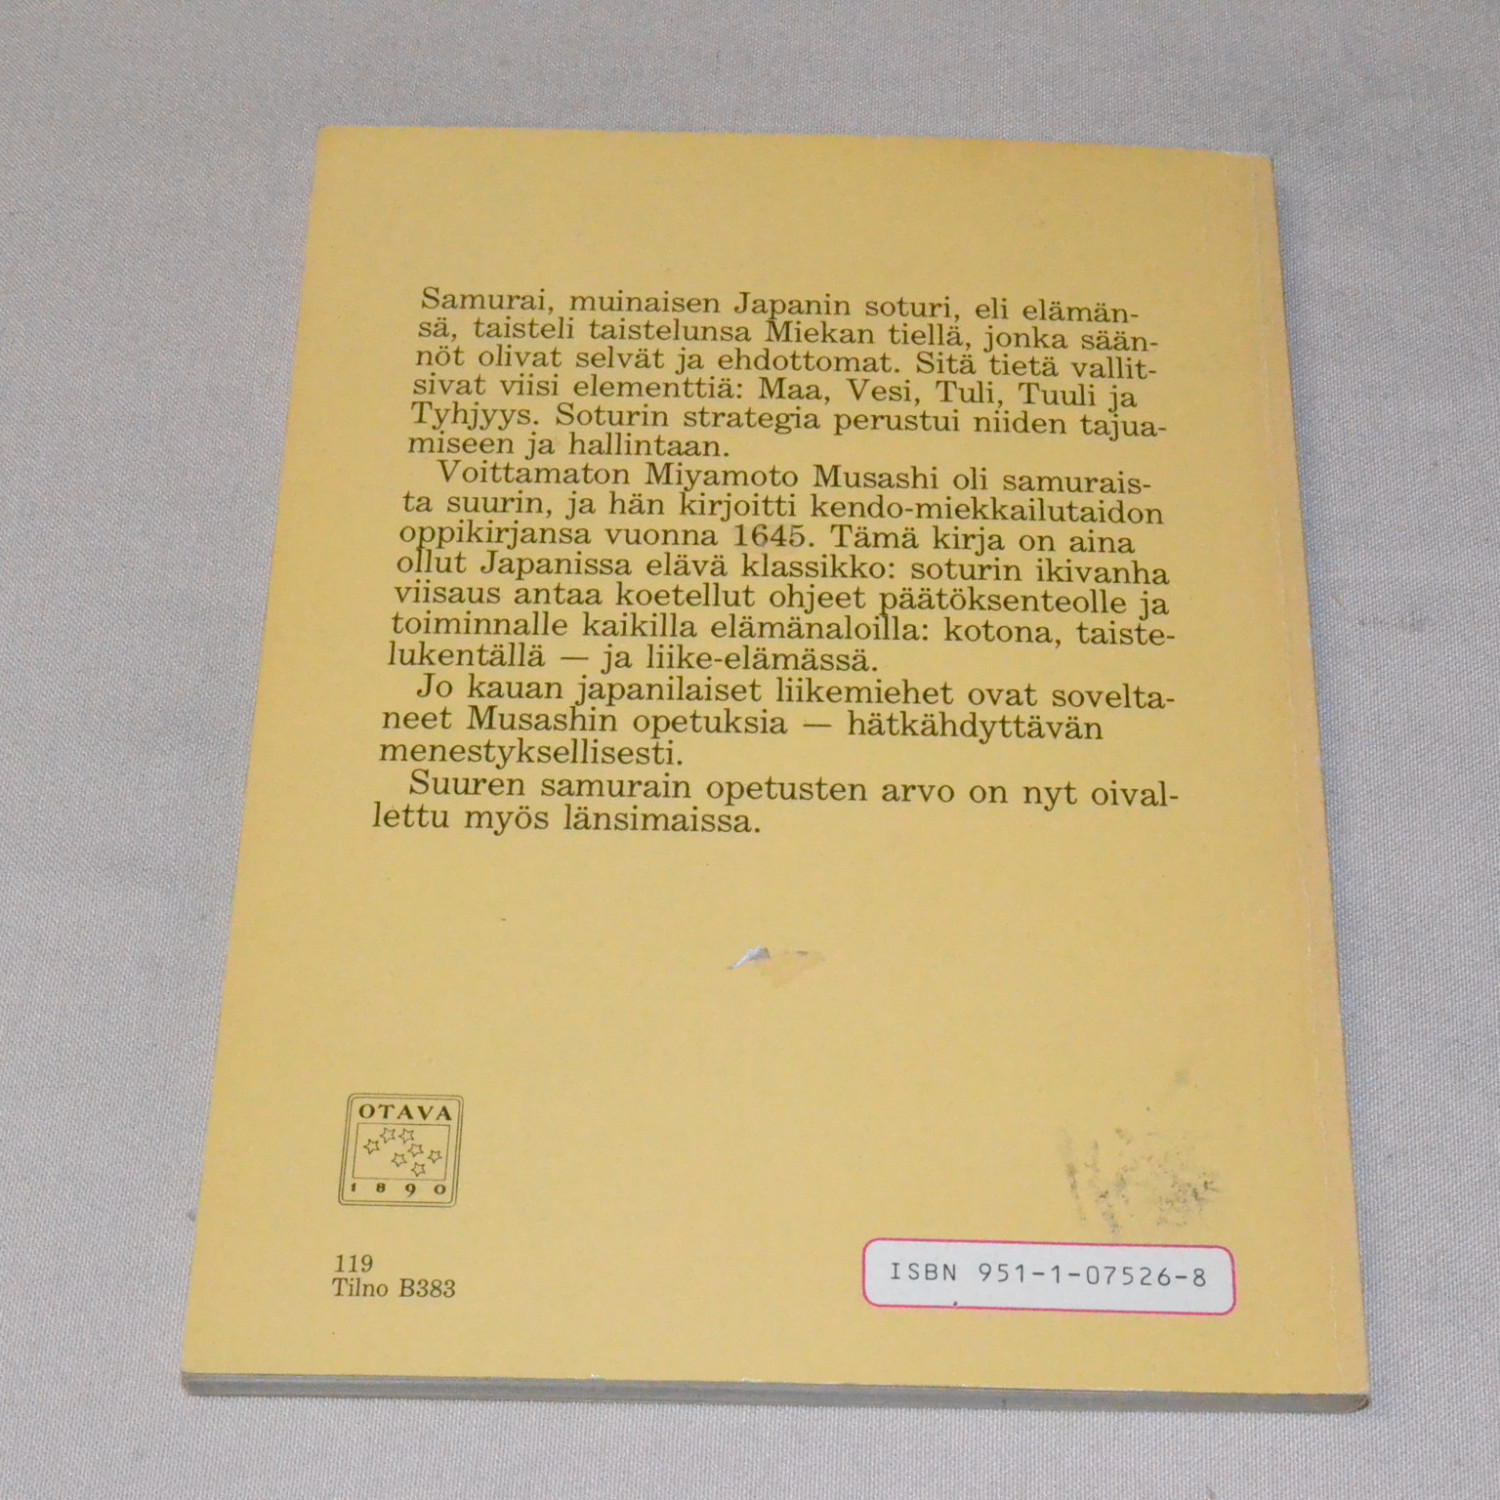 Samurai, muinaisen Japanin soturi, eli elämän-
sä, taisteli taistelunsa Miekan tiellä, jonka sään-
nöt olivat selvät ja ehdottomat. Sitä tietä vallit-
sivat viisi elementtiä: Maa, Vesi, Tuli, Tuuli ja
Tyhjyys. Soturin strategia perustui niiden tajua-
miseen ja hallintaan.
Voittamaton Miyamoto Musashi oli samurais-
ta suurin, ja hän kirjoitti kendo-miekkailutaidon
oppikirjansa vuonna 1645. Tämä kirja on aina
ollut Japanissa elävä klassikko: soturin ikivanha
viisaus antaa koetellut ohjeet päätöksenteolle ja
toiminnalle kaikilla elämänaloilla: kotona, taiste-
lukentällä — ja liike-elämässä.
Jo kauan japanilaiset liikemiehet ovat sovelta-
neet Musashin opetuksia — hätkähdyttävän
menestyksellisesti.
Suuren samurain opetusten arvo on nyt oival-
lettu myös länsimaissa.
OTAVA
1890
119
Tilno B383
ISBN 951-1-07526-8